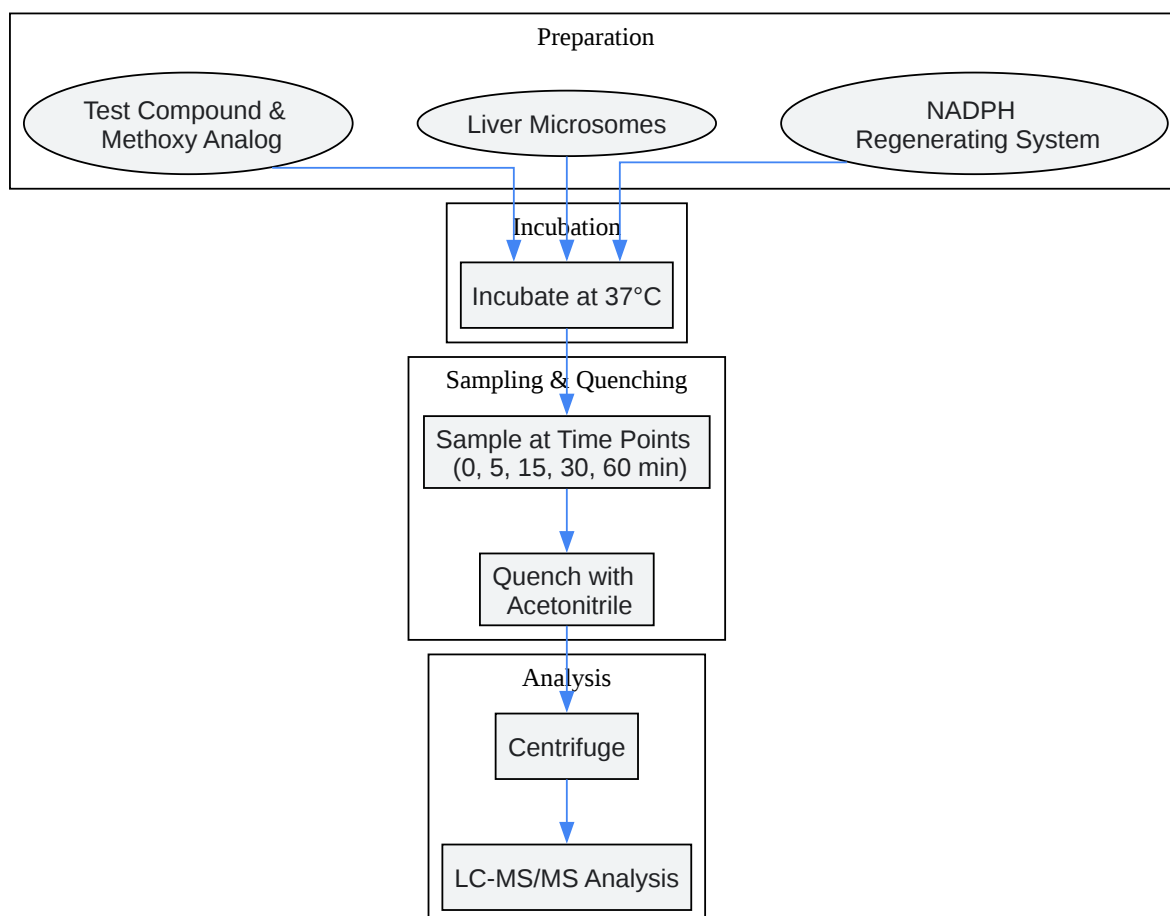 Preparation
Test Compound &
Methoxy Analog
Liver Microsomes
NADPH
Regenerating System
Incubation
Incubate at 37°C
Sampling & Quenching
Sample at Time Points
(0, 5, 15, 30, 60 min)
Quench with
Acetonitrile
Analysis
Centrifuge
LC-MS/MS Analysis